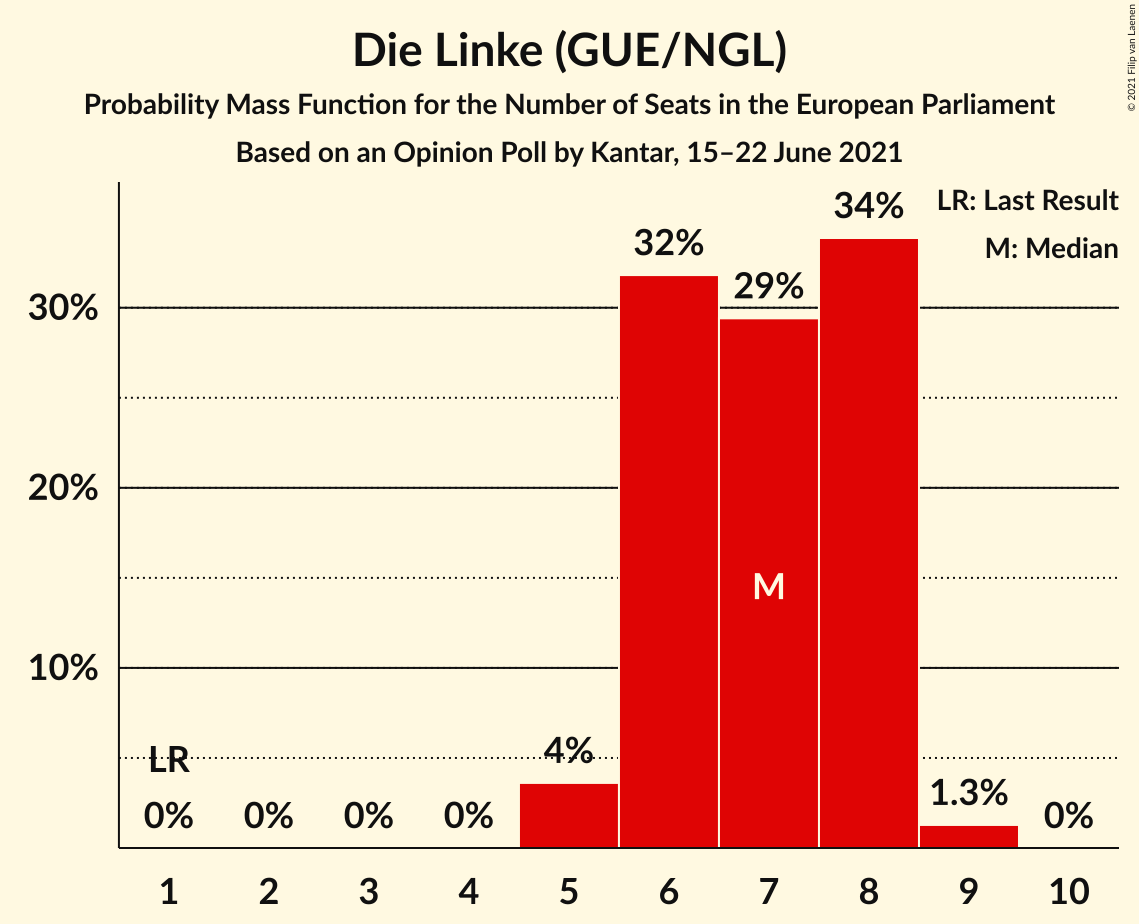 Die Linke (GUE/NGL)
Probability Mass Function for the Number of Seats in the European Parliament
Based on an Opinion Poll by Kantar, 15–22 June 2021
© 2021 Filip van Laenen
LR: Last Result
M: Median
34%
32%
29%
30%
20%
M
10%
LR
4%
1.3%
0% 0% 0% 0% 0%
1 2 3 4 5 6 7 8 9 10